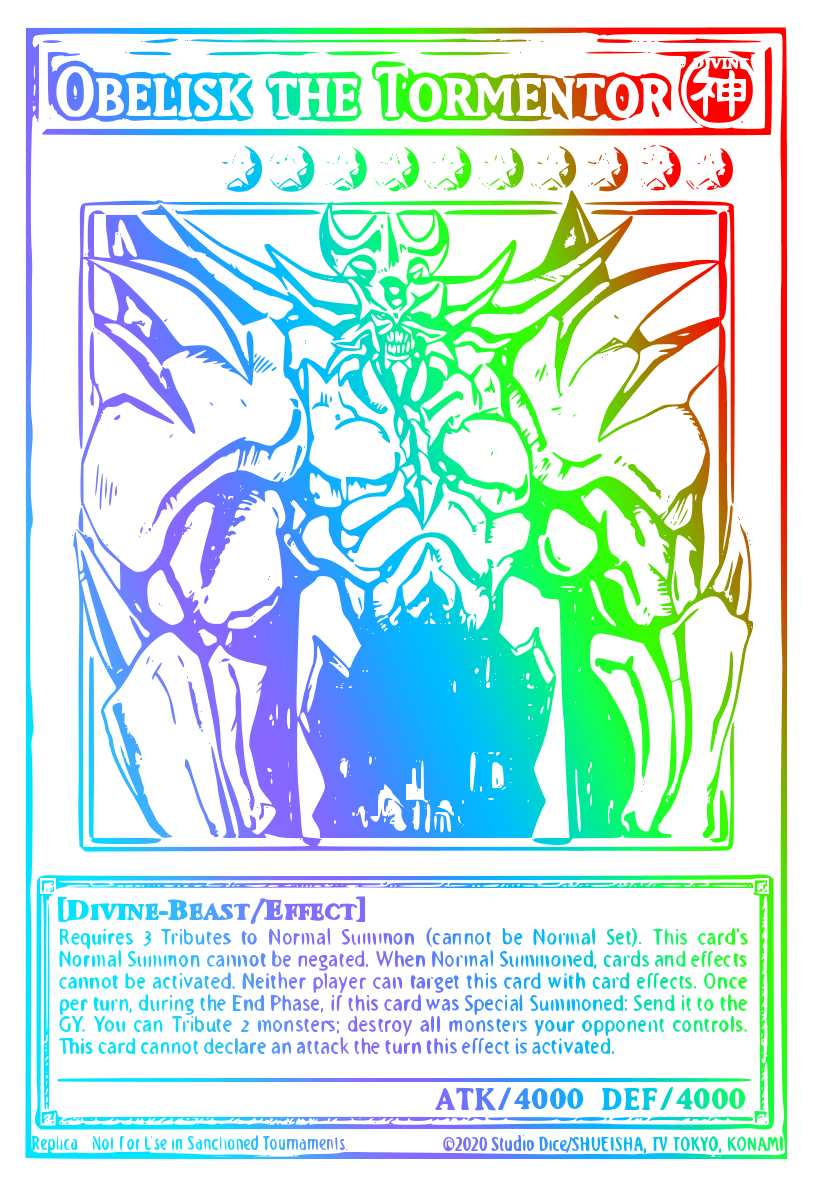 OBELISK THE TORMENTOR
DIVINE
神
[DIVINE-BEAST/EFFECT]
Requires 3 Tributes to Normal Summon (cannot be Normal Set). This card's
Normal Summon cannot be negated. When Normal Summoned, cards and effects
cannot be activated. Neither player can target this card with card effects. Once
per turn, during the End Phase, if this card was Special Summoned: Send it to the
GY. You can Tribute 2 monsters; destroy all monsters your opponent controls.
This card cannot declare an attack the turn this effect is activated.
ATK/4000 DEF/4000
Replica Not For Use in Sanctioned Tournaments.
©2020 Studio Dice/SHUEISHA, TV TOKYO, KONAMI